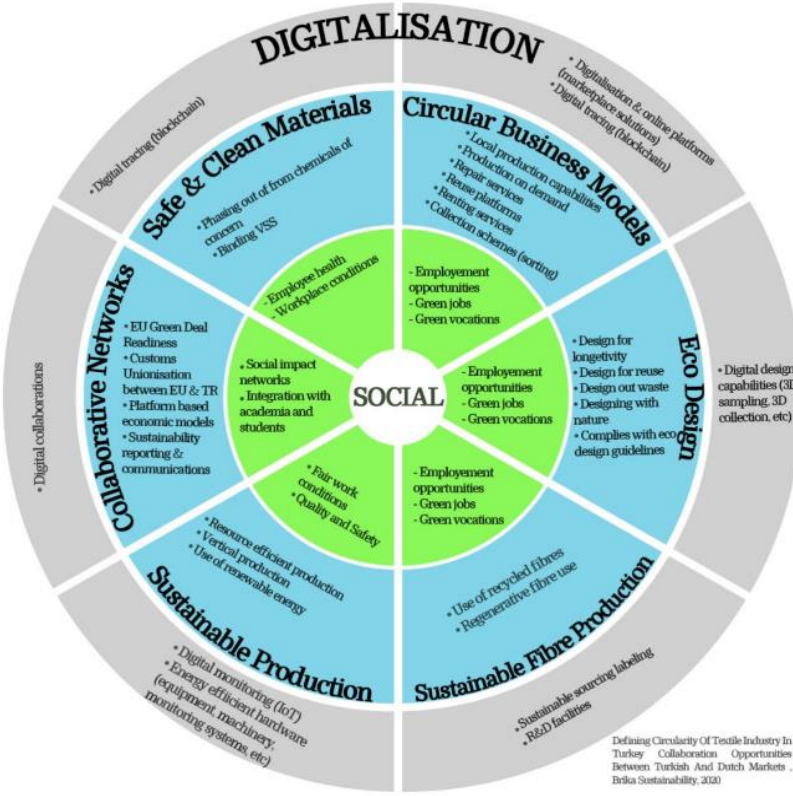 DIGITALISATION
• Digital tracing (blockchain)
Safe & Clean Materials
• Phasing out of from chemicals of
concern
• Binding VSS
- Employee health
- Workplace conditions
• Digitalisation & online platforms
(marketplace solutions)
• Digital tracing (blockchain)
Circular Business Models
• Local production capabilities
• Production on demand
• Repair services
• Reuse platforms
• Renting services
• Collection schemes (sorting)
- Employement
opportunities
- Green jobs
- Green vocations
• Digital collaborations
Collaborative Networks
• EU Green Deal
Readiness
• Customs
Unionisation
between EU & TR
• Platform based
economic models
• Sustainability
reporting &
communications
• Social impact
networks
• Integration with
academia and
students
SOCIAL
- Employement
opportunities
- Green jobs
- Green vocations
• Design for
longetivity
• Design for reuse
• Design out waste
• Designing with
nature
• Complies with eco
design guidelines
Eco Design
• Digital design
capabilities (3D
sampling, 3D
collection, etc)
• Fair work
conditions
• Quality and Safety
• Resource efficient production
• Vertical production
• Use of renewable energy
Sustainable Production
• Digital monitoring (IoT)
• Energy efficient hardware
(equipment, machinery,
monitoring systems, etc)
- Employement
opportunities
- Green jobs
- Green vocations
• Use of recycled fibres
• Regenerative fibre use
Sustainable Fibre Production
• Sustainable sourcing labeling
• R&D facilities
Defining Circularity Of Textile Industry In
Turkey Collaboration Opportunities
Between Turkish And Dutch Markets ,
Brika Sustainability, 2020